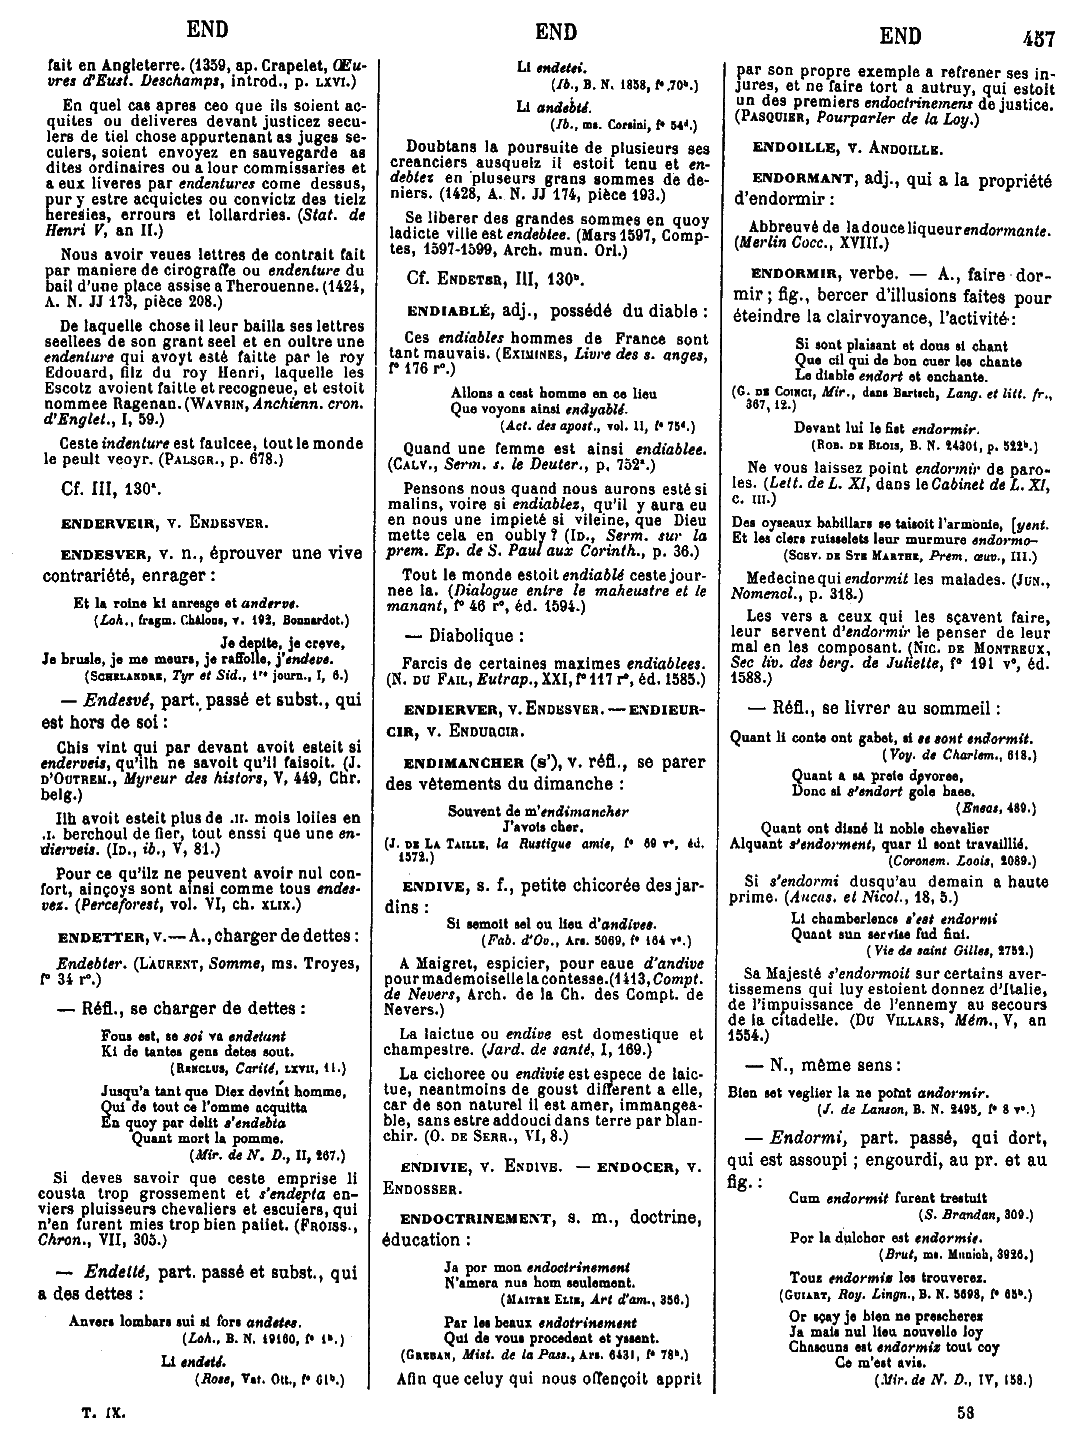 END
END
END
457
fait en Angleterre. (1359, ap. Crapelet, Œu-
vres d'Eust. Deschamps, introd., p. LXVI.)
En quel cas apres ceo que ils soient ac-
quites ou deliveres devant justicez secu-
lers de tiel chose appurtenant as juges se-
culers, soient envoyez en sauvegarde as
dites ordinaires ou a lour commissaries et
a eux liveres par endentures come dessus,
pur y estre acquictes ou convictz des tielz
heresies, errours et lollardries. (Stat. de
Henri V, an II.)
Nous avoir veues lettres de contrait fait
par maniere de cirograffe ou endenture du
bail d'une place assise a Therouenne. (1424,
A. N. JJ 173, pièce 208.)
De laquelle chose il leur bailla ses lettres
seellees de son grant seel et en oultre une
endenture qui avoyt esté faitte par le roy
Edouard, filz du roy Henri, laquelle les
Escotz avoient faitte et recogneue, et estoit
nommee Ragenan. (WAVRIN, Anchienn. cron.
d'Englet., I, 59.)
Ceste indenture est faulcee, tout le monde
le peult veoyr. (PALSGR., p. 678.)
Cf. III, 130ª.
ENDERVEIR, v. ENDESVER.
ENDESVER, v. n., éprouver une vive
contrariété, enrager :
Et la roine ki anresge et anderve.
(Loh., fragm. Châlons, v. 192, Bonnardot.)
Je depite, je creve,
Je brusle, je me meurs, je raffolle, j'endeve.
(SCHELANDRE, Tyr et Sid., 1ʳᵉ journ., I, 6.)
— Endesvé, part. passé et subst., qui
est hors de soi :
Chis vint qui par devant avoit esteit si
enderveis, qu'ilh ne savoit qu'il faisoit. (J.
D'OUTREM., Myreur des histors, V, 449, Chr.
belg.)
Ilh avoit esteit plus de .II. mois loiies en
.I. berchoul de fier, tout enssi que une en-
dierveis. (ID., ib., V, 81.)
Pour ce qu'ilz ne peuvent avoir nul con-
fort, ainçoys sont ainsi comme tous endes-
vez. (Perceforest, vol. VI, ch. XLIX.)
ENDETTER, v. — A., charger de dettes :
Endebter. (LAURENT, Somme, ms. Troyes,
fº 34 rº.)
— Réfl., se charger de dettes :
Fous est, se soi va endetant
Ki de tantes gens detes sout.
(RENCLUS, Carité, LXVII, 11.)
Jusqu'a tant que Diex devint homme,
Qui de tout ce l'omme acquitta
En quoy par delit s'endebta
Quant mort la pomme.
(Mir. de N. D., II, 267.)
Si deves savoir que ceste emprise li
cousta trop grossement et s'endepta en-
viers pluisseurs chevaliers et escuiers, qui
n'en furent mies trop bien paiiet. (FROISS.,
Chron., VII, 305.)
— Endetté, part. passé et subst., qui
a des dettes :
Anvers lombars sui si fors andetes.
(Loh., B. N. 19160, fº 1ᵇ.)
Li endeté.
(Rose, Vat. Ott., fº 61ᵇ.)
T. IX.
Li endetei.
(Ib., B. N. 1858, fº 70ᵇ.)
Li andebté.
(Ib., ms. Corsini, fº 54ᵈ.)
Doubtans la poursuite de plusieurs ses
creanciers ausquelz il estoit tenu et en-
debtez en pluseurs grans sommes de de-
niers. (1428, A. N. JJ 174, pièce 193.)
Se liberer des grandes sommes en quoy
ladicte ville est endebtee. (Mars 1597, Comp-
tes, 1597-1599, Arch. mun. Orl.)
Cf. ENDETER, III, 130ᵇ.
ENDIABLÉ, adj., possédé du diable :
Ces endiables hommes de France sont
tant mauvais. (EXIMINES, Livre des s. anges,
fº 176 rº.)
Allons a cest homme en ce lieu
Que voyons ainsi endyablé.
(Act. des apost., vol. II, fº 75ᵈ.)
Quand une femme est ainsi endiablee.
(CALV., Serm. s. le Deuter., p. 752ª.)
Pensons nous quand nous aurons esté si
malins, voire si endiablez, qu'il y aura eu
en nous une impieté si vileine, que Dieu
mette cela en oubly ? (ID., Serm. sur la
prem. Ep. de S. Paul aux Corinth., p. 36.)
Tout le monde estoit endiablé ceste jour-
nee la. (Dialogue entre le maheustre et le
manant, fº 46 rº, éd. 1594.)
— Diabolique :
Farcis de certaines maximes endiablees.
(N. DU FAIL, Eutrap., XXI, fº 117 rº, éd. 1585.)
ENDIERVER, v. ENDESVER. — ENDIEUR-
CIR, v. ENDURCIR.
ENDIMANCHER (s'), v. réfl., se parer
des vêtements du dimanche :
Souvent de m'endimancher
J'avois cher.
(J. DE LA TAILLE, la Rustique amie, fº 69 vº, éd.
1572.)
ENDIVE, s. f., petite chicorée des jar-
dins :
Si semoit sel ou lieu d'andives.
(Fab. d'Ov., Ars. 5069, fº 164 vº.)
A Maigret, espicier, pour eaue d'andive
pour mademoiselle la contesse. (1413, Compt.
de Nevers, Arch. de la Ch. des Compt. de
Nevers.)
La laictue ou endive est domestique et
champestre. (Jard. de santé, I, 169.)
La cichoree ou endivie est espece de laic-
tue, neantmoins de goust different a elle,
car de son naturel il est amer, immangea-
ble, sans estre addouci dans terre par blan-
chir. (O. DE SERR., VI, 8.)
ENDIVIE, v. ENDIVE. — ENDOCER, v.
ENDOSSER.
ENDOCTRINEMENT, s. m., doctrine,
éducation :
Ja por mon endoctrinement
N'amera nus hom seulement.
(MAITRE ELIE, Art d'am., 356.)
Par les beaux endotrinement
Qui de vous procedent et yssent.
(GREBAN, Mist. de la Pass., Ars. 6431, fº 78ᵇ.)
Afin que celuy qui nous offençoit apprit
par son propre exemple a refrener ses in-
jures, et ne faire tort a autruy, qui estoit
un des premiers endoctrinemens de justice.
(PASQUIER, Pourparler de la Loy.)
ENDOILLE, v. ANDOILLE.
ENDORMANT, adj., qui a la propriété
d'endormir :
Abbreuvé de la douce liqueur endormante.
(Merlin Cocc., XVIII.)
ENDORMIR, verbe. — A., faire dor-
mir ; fig., bercer d'illusions faites pour
éteindre la clairvoyance, l'activité :
Si sont plaisant et dous si chant
Que cil qui de bon cuer les chante
Le diable endort et enchante.
(G. DE COINCI, Mir., dans Bartsch, Lang. et litt. fr.,
367, 12.)
Devant lui le fist endormir.
(ROB. DE BLOIS, B. N. 24301, p. 522ᵇ.)
Ne vous laissez point endormir de paro-
les. (Lett. de L. XI, dans le Cabinet de L. XI,
c. III.)
Des oyseaux babillars se taisoit l'armonie, [yent.
Et les clers ruisselets leur murmure endormo-
(SCEV. DE STE MARTHE, Prem. œuv., III.)
Medecine qui endormit les malades. (JUN.,
Nomencl., p. 318.)
Les vers a ceux qui les sçavent faire,
leur servent d'endormir le penser de leur
mal en les composant. (NIC. DE MONTREUX,
Sec liv. des berg. de Juliette, fº 191 vº, éd.
1588.)
— Réfl., se livrer au sommeil :
Quant li conte ont gabet, si se sont endormit.
(Voy. de Charlem., 618.)
Quant a sa preie devoree,
Donc si s'endort gole baee.
(Eneas, 489.)
Quant ont disné li noble chevalier
Alquant s'endorment, quar il sont travaillié.
(Coronem. Loois, 2089.)
Si s'endormi dusqu'au demain a haute
prime. (Aucas. et Nicol., 18, 5.)
Li chamberlencs s'est endormi
Quant sun servise fud fini.
(Vie de saint Gilles, 2752.)
Sa Majesté s'endormoit sur certains aver-
tissemens qui luy estoient donnez d'Italie,
de l'impuissance de l'ennemy au secours
de la citadelle. (DU VILLARS, Mém., V, an
1554.)
— N., même sens :
Bien set veglier la ne point andormir.
(J. de Lanson, B. N. 2495, fº 8 vº.)
— Endormi, part. passé, qui dort,
qui est assoupi ; engourdi, au pr. et au
fig. :
Cum endormit furent trestuit
(S. Brandan, 309.)
Por la dulchor est endormie.
(Brut, ms. Munich, 3926.)
Touz endormis les trouverez.
(GUIART, Roy. Lingn., B. N. 5698, fº 65ᵇ.)
Or sçay je bien ne preschereз
Ja mais nul lieu nouvelle loy
Chascuns est endormiz tout coy
Ce m'est avis.
(Mir. de N. D., IV, 158.)
58